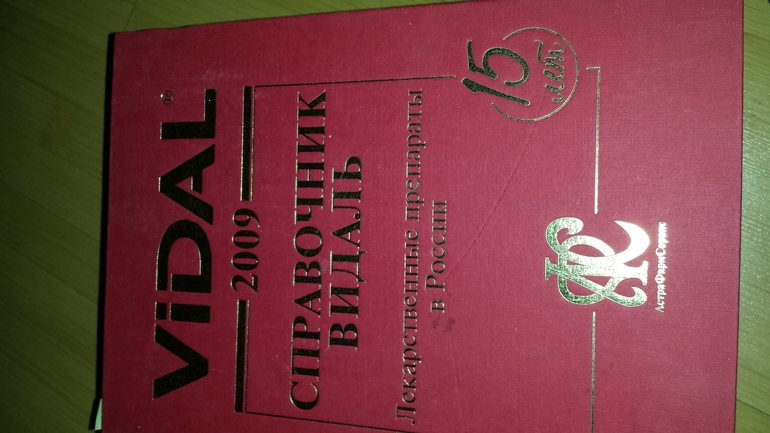 ViDAL®
2009
СПРАВОЧНИК
ВИДАЛЬ
Лекарственные препараты
в России
15 лет
АстраФармСервис